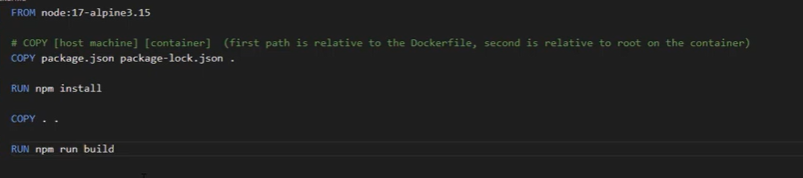 FROM node:17-alpine3.15
# COPY [host machine] [container]  (first path is relative to the Dockerfile, second is relative to root on the container)
COPY package.json package-lock.json .
RUN npm install
COPY . .
RUN npm run build